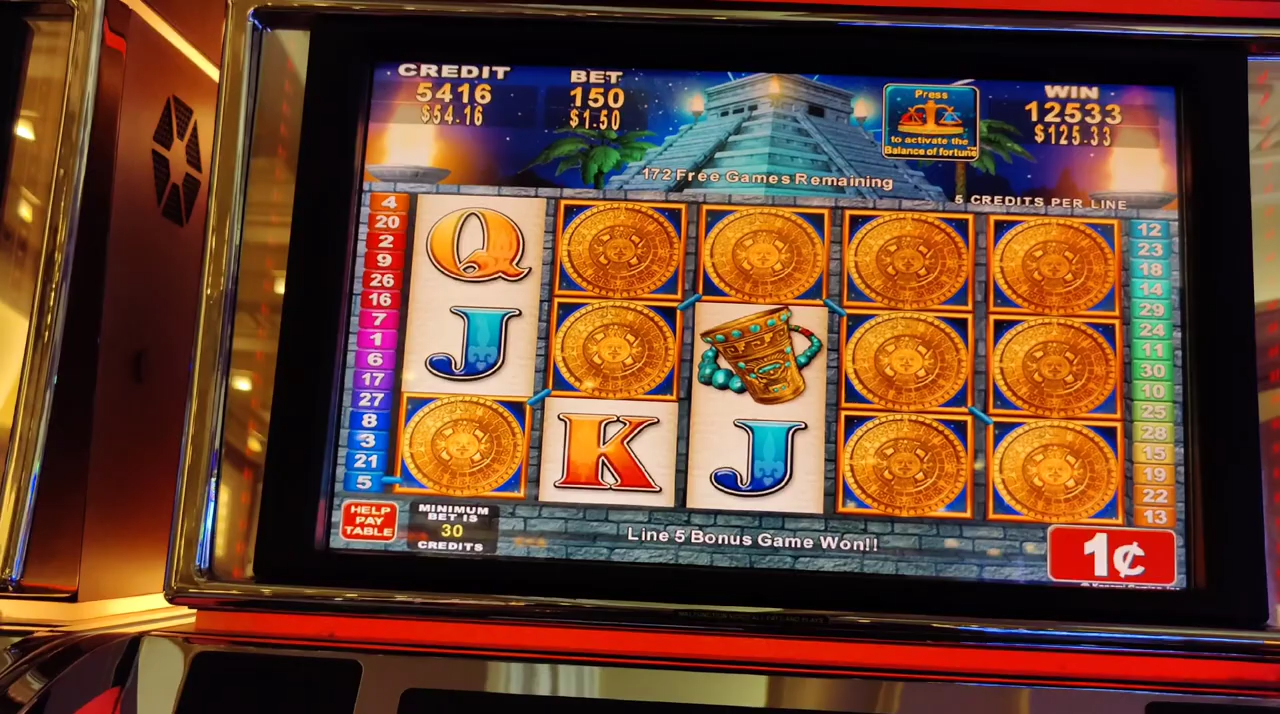 CREDIT
5416
$54.16
BET
150
$1.50
Press
to activate the
Balance of fortune™
WIN
12533
$125.33
172 Free Games Remaining
5 CREDITS PER LINE
4
20
2
9
26
16
7
1
6
17
27
8
3
21
5
Q
J
K
J
12
23
18
14
29
24
11
30
10
25
28
15
19
22
13
HELP
PAY
TABLE
MINIMUM
BET IS
30
CREDITS
Line 5 Bonus Game Won!!
1¢